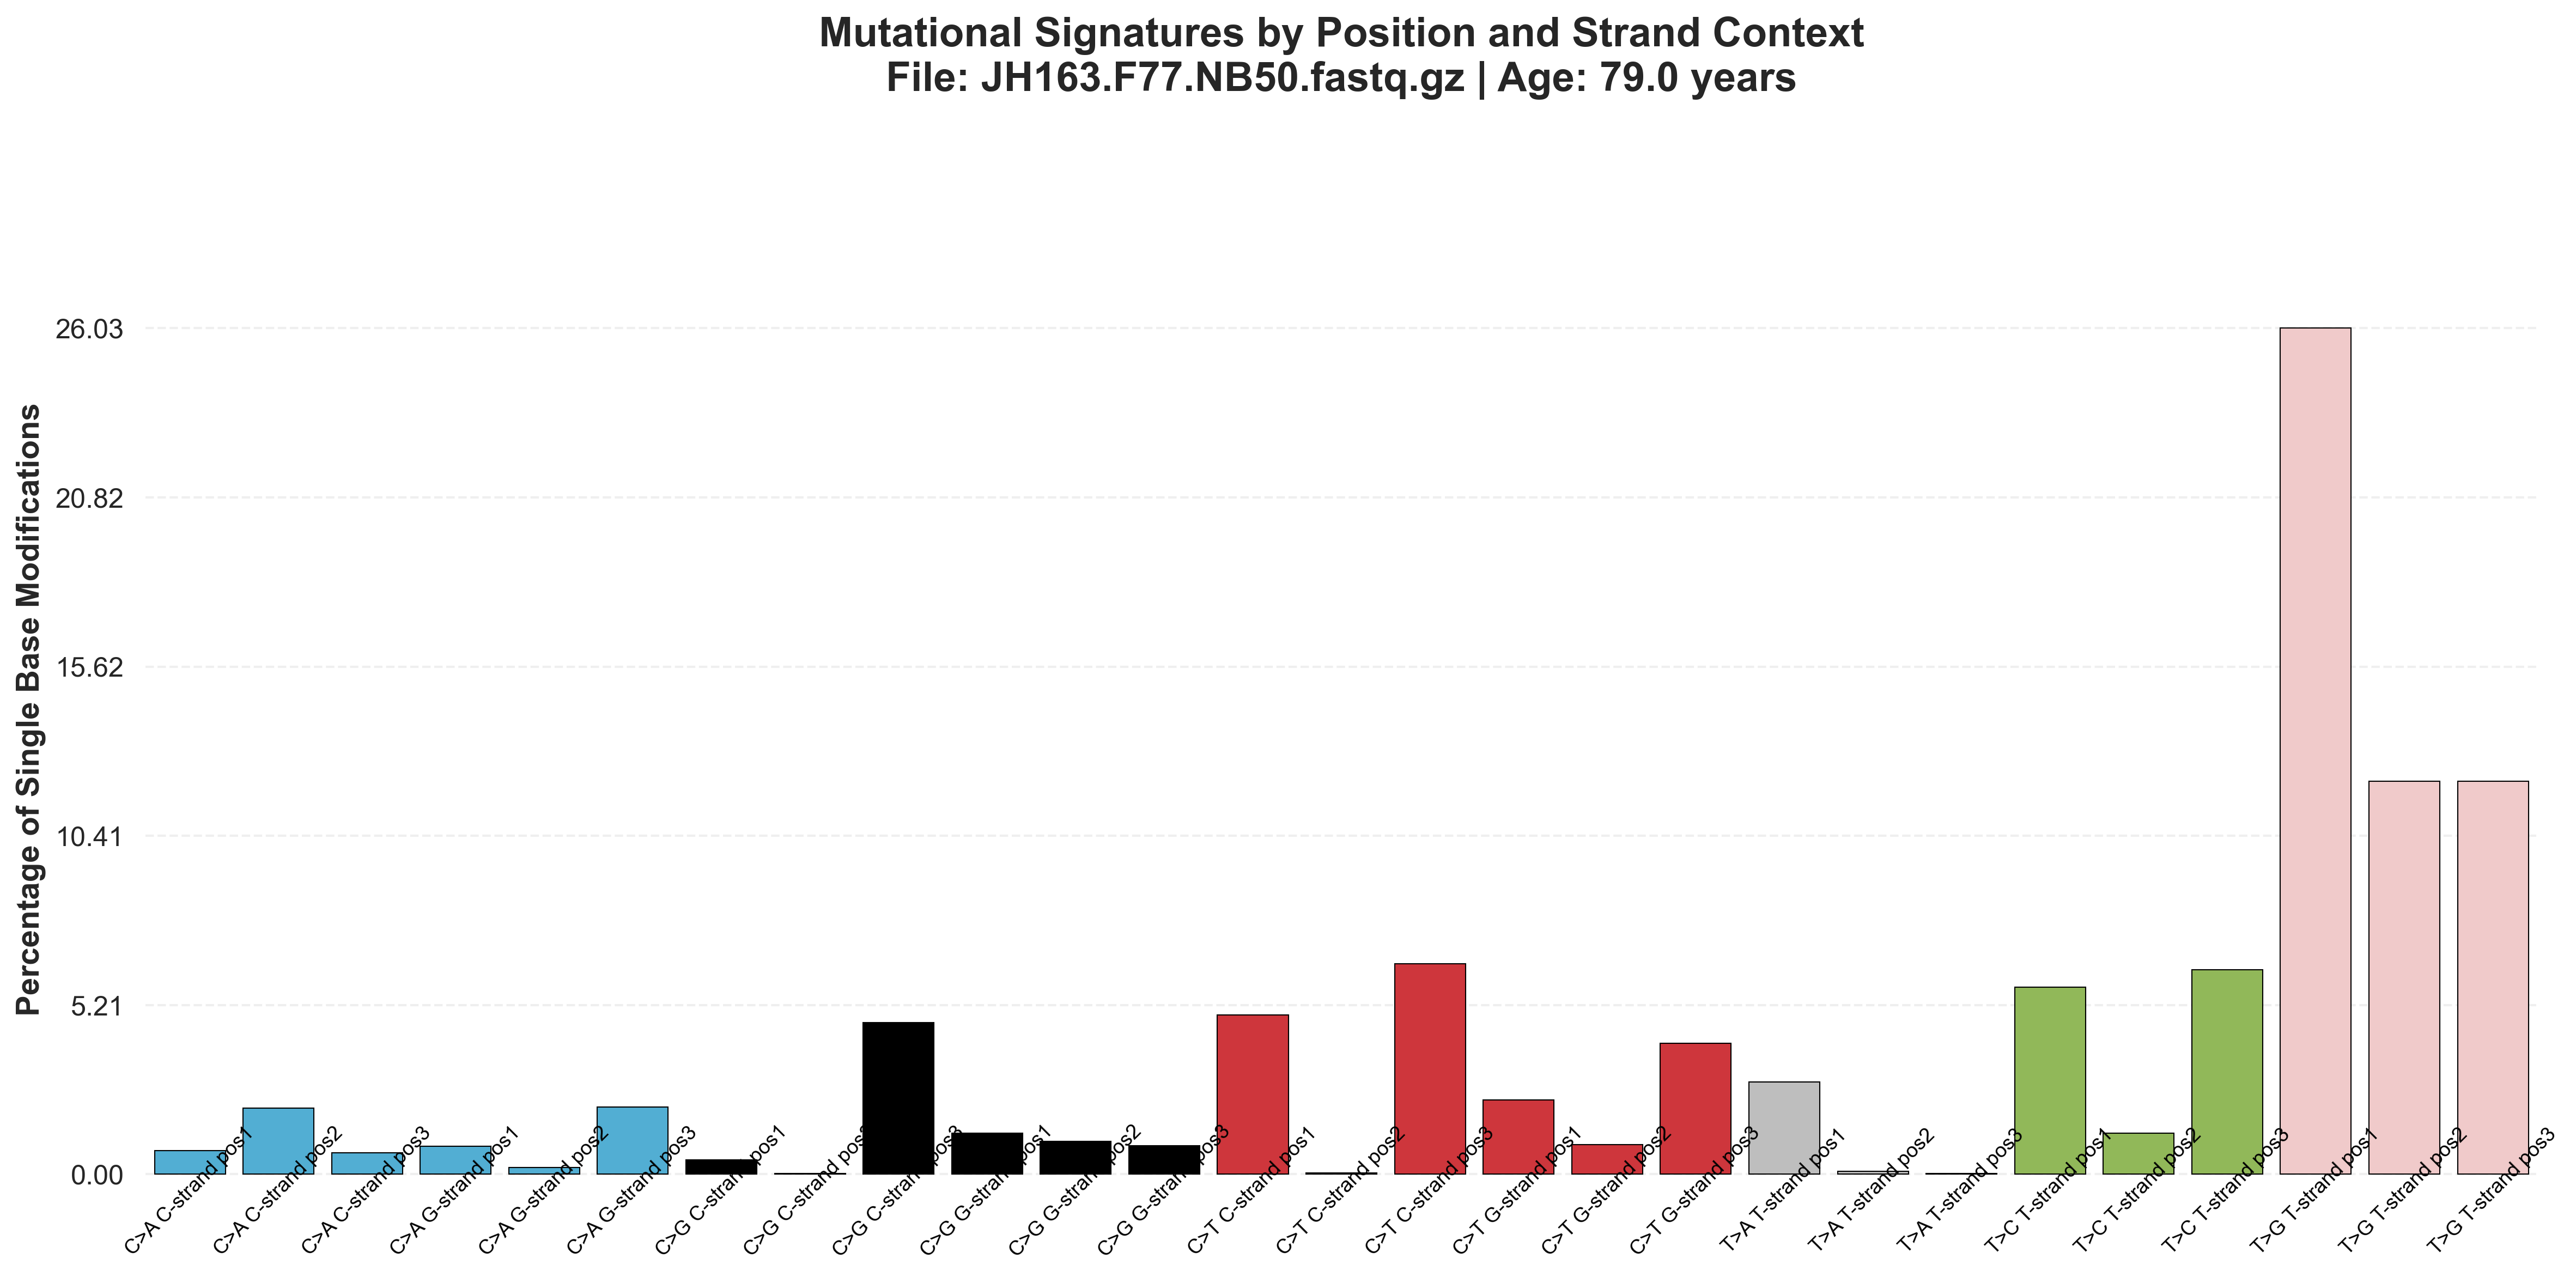 Mutational Signatures by Position and Strand Context
File: JH163.F77.NB50.fastq.gz | Age: 79.0 years
Percentage of Single Base Modifications
26.03
20.82
15.62
10.41
5.21
0.00
C>A C-strand pos1
C>A C-strand pos2
C>A C-strand pos3
C>A G-strand pos1
C>A G-strand pos2
C>A G-strand pos3
C>G C-strand pos1
C>G C-strand pos2
C>G C-strand pos3
C>G G-strand pos1
C>G G-strand pos2
C>G G-strand pos3
C>T C-strand pos1
C>T C-strand pos2
C>T C-strand pos3
C>T G-strand pos1
C>T G-strand pos2
C>T G-strand pos3
T>A T-strand pos1
T>A T-strand pos2
T>A T-strand pos3
T>C T-strand pos1
T>C T-strand pos2
T>C T-strand pos3
T>G T-strand pos1
T>G T-strand pos2
T>G T-strand pos3